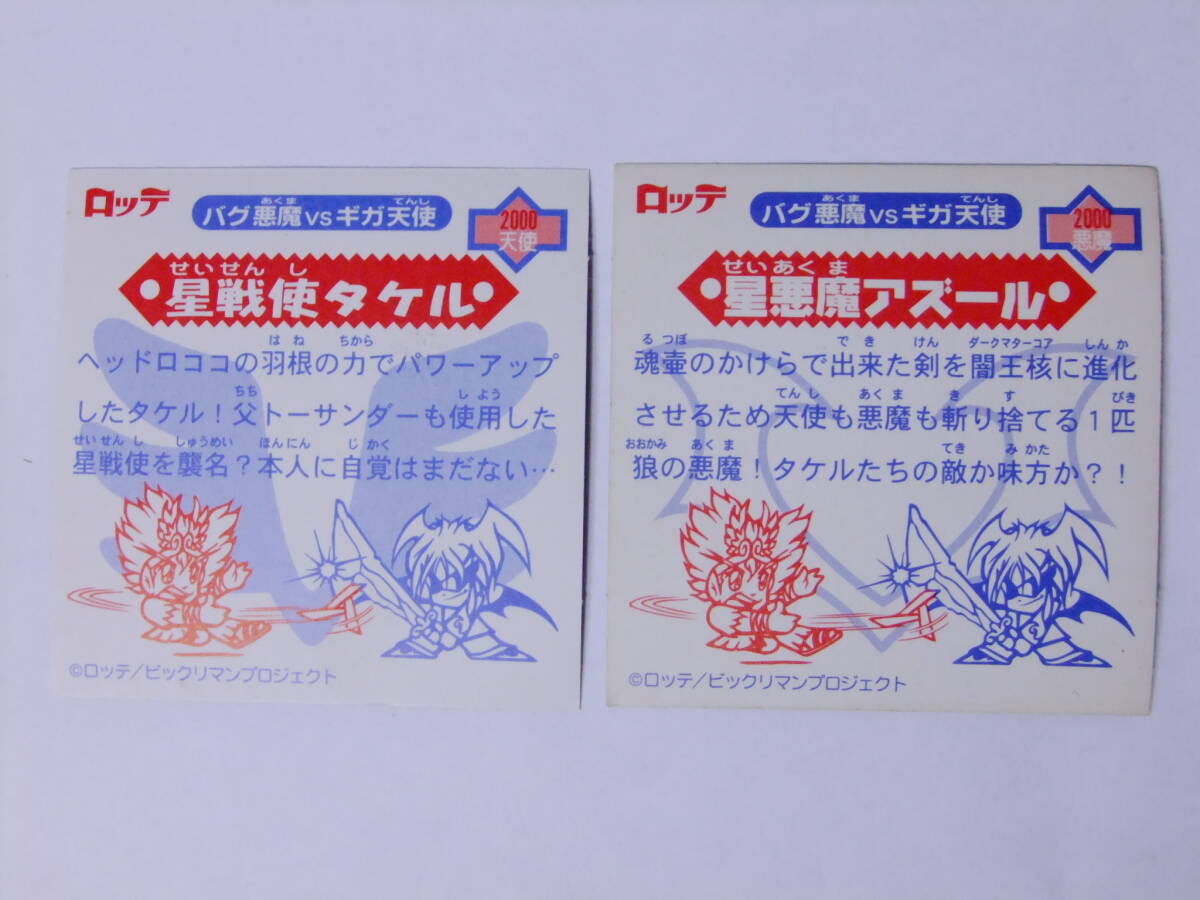 ロッテ
あくま てんし
バグ悪魔vsギガ天使
2000
天使
せいせんし
星戦使タケル
はね ちから
ヘッドロココの羽根の力でパワーアップ
ちち しよう
したタケル！父トーサンダーも使用した
せいせんし しゅうめい ほんにん じかく
星戦使を襲名？本人に自覚はまだない…
©ロッテ/ビックリマンプロジェクト
ロッテ
あくま てんし
バグ悪魔vsギガ天使
2000
悪魔
せいあくま
星悪魔アズール
るつぼ でき けん ダークマターコア しんか
魂壷のかけらで出来た剣を闇王核に進化
てんし あくま き す びき
させるため天使も悪魔も斬り捨てる1匹
おおかみ あくま てき みかた
狼の悪魔！タケルたちの敵か味方か？！
©ロッテ/ビックリマンプロジェクト